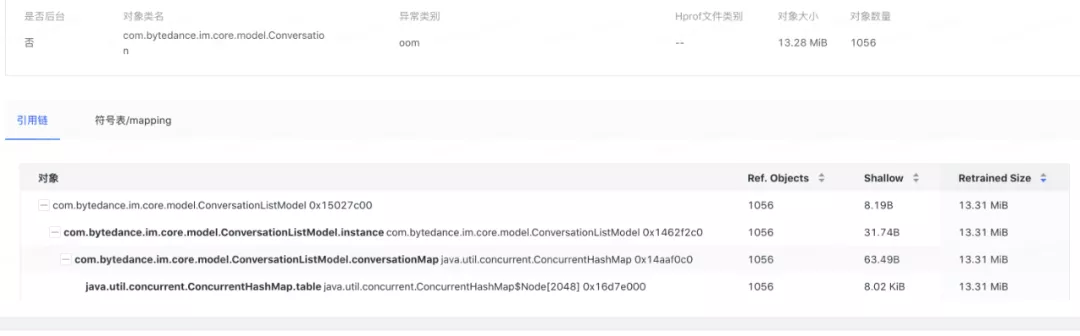 是否后台 对象类名 异常类别 Hprof文件类别 对象大小 对象数量
否 com.bytedance.im.core.model.Conversatio
n oom -- 13.28 MiB 1056
引用链 符号表/mapping
对象 Ref. Objects Shallow Retrained Size
com.bytedance.im.core.model.ConversationListModel 0x15027c00 1056 8.19B 13.31 MiB
com.bytedance.im.core.model.ConversationListModel.instance com.bytedance.im.core.model.ConversationListModel 0x1462f2c0 1056 31.74B 13.31 MiB
com.bytedance.im.core.model.ConversationListModel.conversationMap java.util.concurrent.ConcurrentHashMap 0x14aaf0c0 1056 63.49B 13.31 MiB
java.util.concurrent.ConcurrentHashMap.table java.util.concurrent.ConcurrentHashMap$Node[2048] 0x16d7e000 1056 8.02 KiB 13.31 MiB